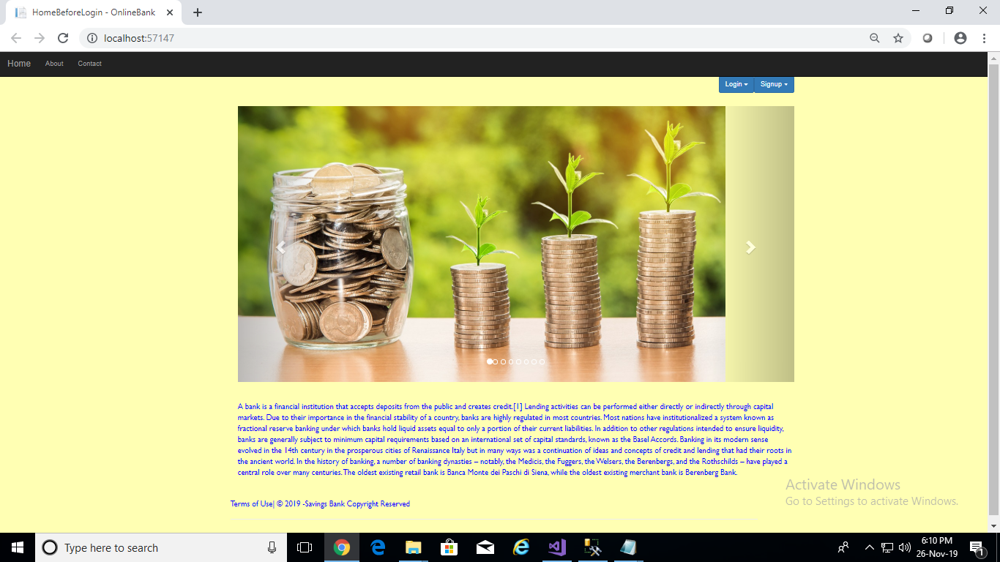 HomeBeforeLogin - OnlineBank
localhost:57147
Home About Contact
Login Signup
A bank is a financial institution that accepts deposits from the public and creates credit.[1] Lending activities can be performed either directly or indirectly through capital
markets. Due to their importance in the financial stability of a country, banks are highly regulated in most countries. Most nations have institutionalized a system known as
fractional reserve banking under which banks hold liquid assets equal to only a portion of their current liabilities. In addition to other regulations intended to ensure liquidity,
banks are generally subject to minimum capital requirements based on an international set of capital standards, known as the Basel Accords. Banking in its modern sense
evolved in the 14th century in the prosperous cities of Renaissance Italy but in many ways was a continuation of ideas and concepts of credit and lending that had their roots in
the ancient world. In the history of banking, a number of banking dynasties – notably, the Medicis, the Fuggers, the Welsers, the Berenbergs, and the Rothschilds – have played a
central role over many centuries. The oldest existing retail bank is Banca Monte dei Paschi di Siena, while the oldest existing merchant bank is Berenberg Bank.
Activate Windows
Go to Settings to activate Windows.
Terms of Use| © 2019 -Savings Bank Copyright Reserved
Type here to search
6:10 PM
26-Nov-19
1